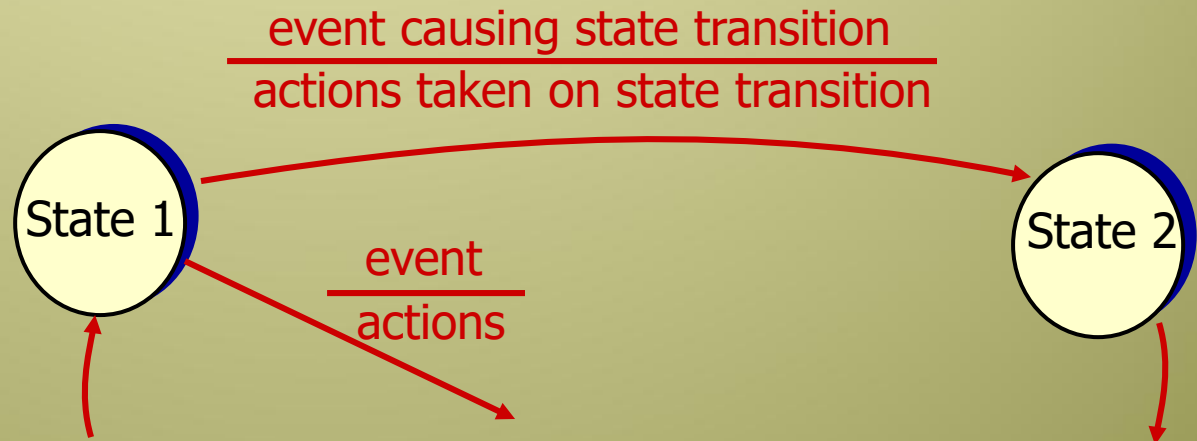 event causing state transition
actions taken on state transition
State 1
State 2
event
actions